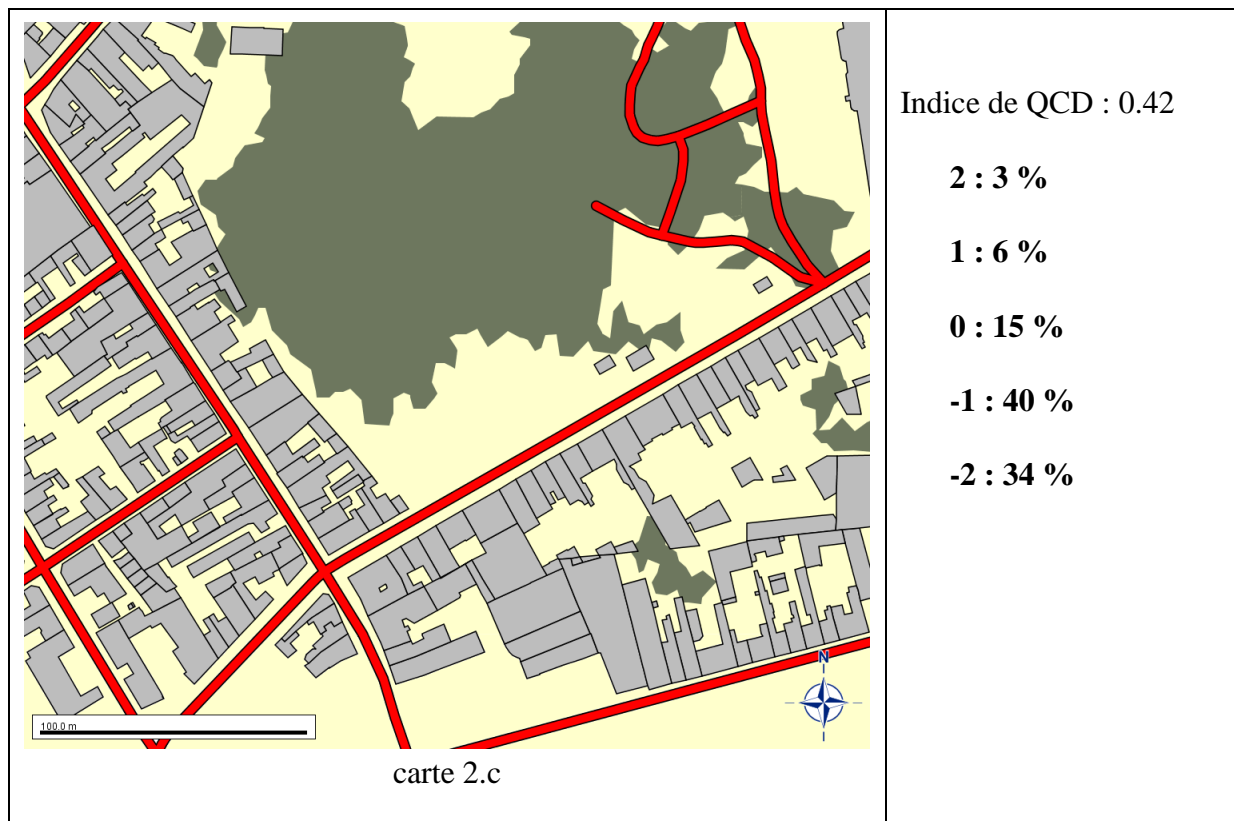 N
100.0 m
carte 2.c
Indice de QCD : 0.42
2 : 3 %
1 : 6 %
0 : 15 %
-1 : 40 %
-2 : 34 %